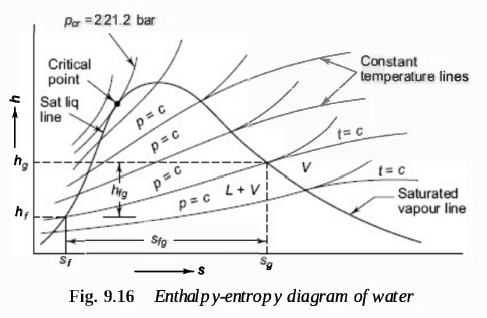 p_cr = 221.2 bar
Critical
point
Sat liq
line
Constant
temperature lines
h
p = c
p = c
p = c
p = c
t = c
t = c
h_g
h_fg
h_f
L + V
V
Saturated
vapour line
s_fg
s_f
s_g
s
Fig. 9.16 Enthalpy-entropy diagram of water